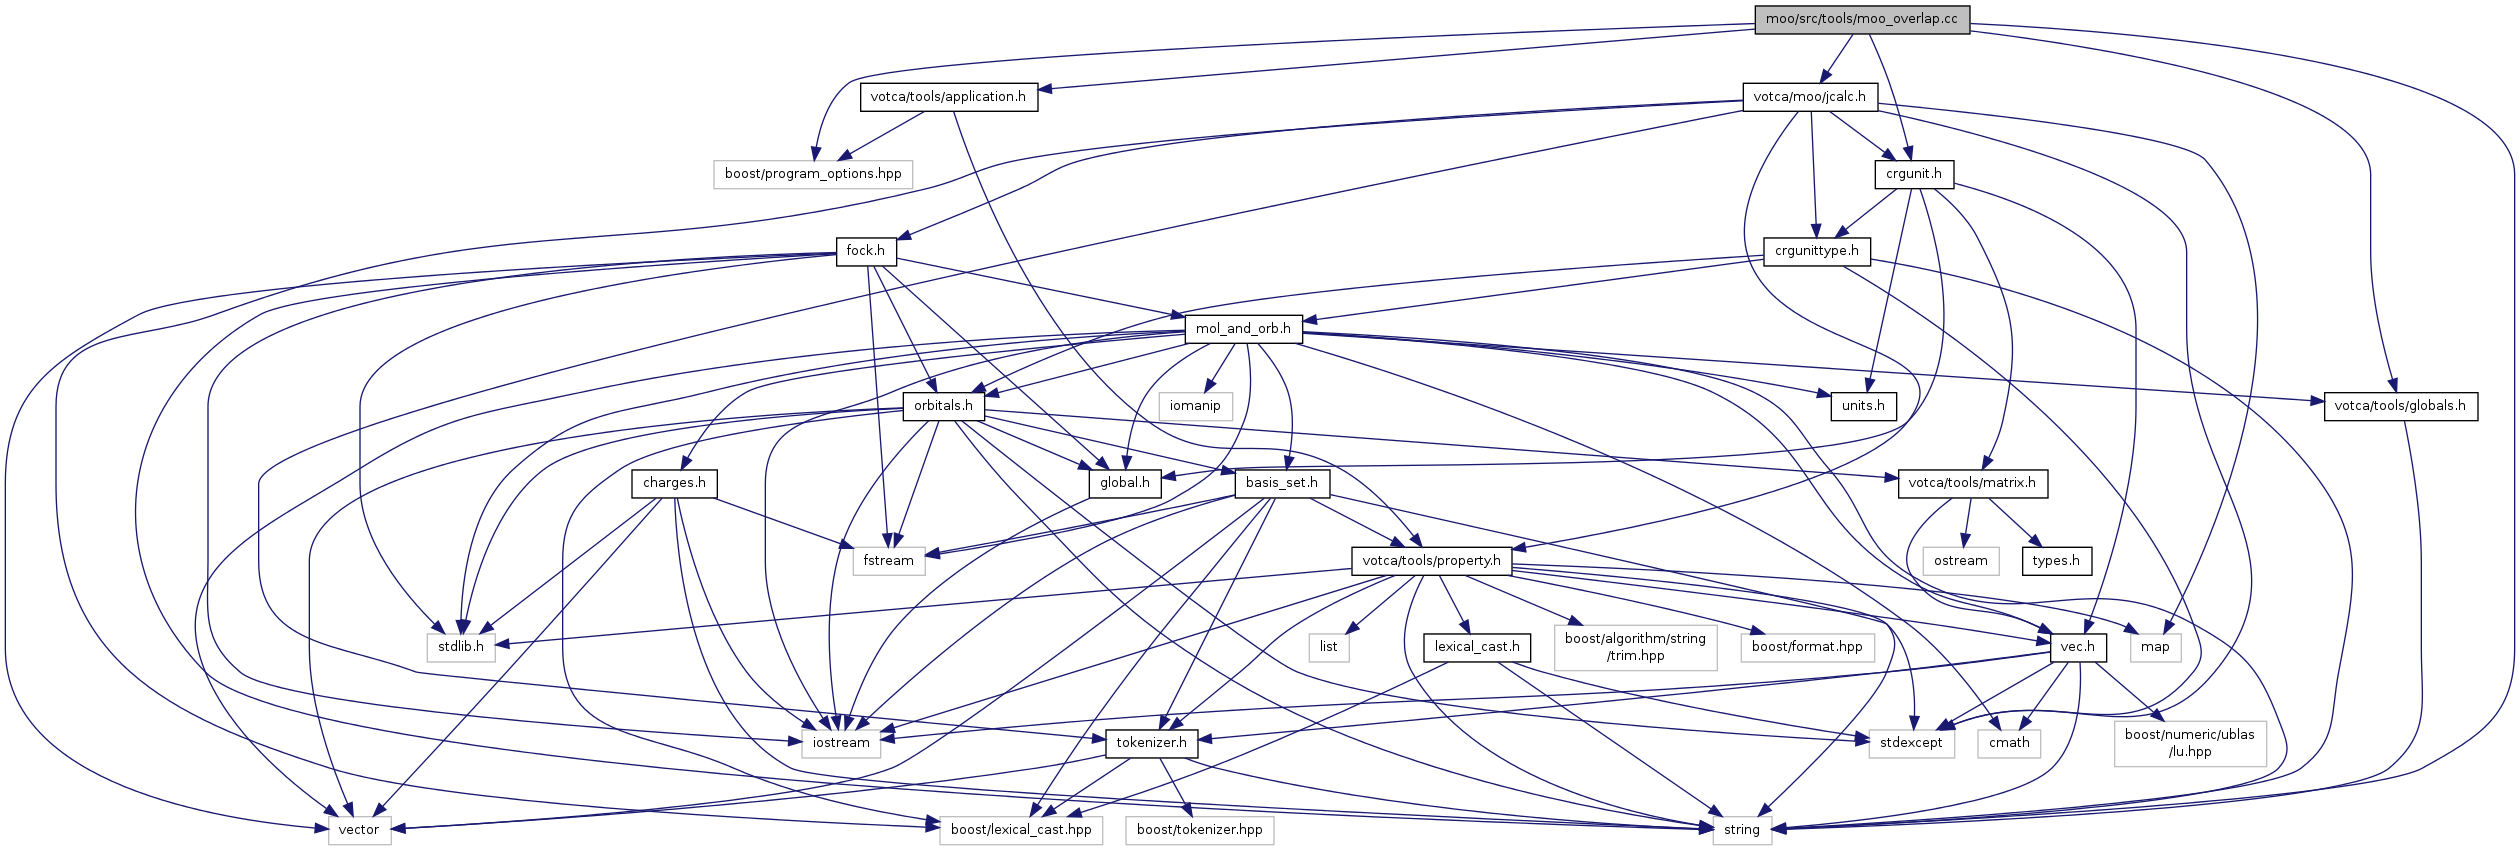 moo/src/tools/moo_overlap.cc
votca/tools/application.h
votca/moo/jcalc.h
boost/program_options.hpp
crgunit.h
fock.h
crgunittype.h
mol_and_orb.h
orbitals.h
iomanip
units.h
votca/tools/globals.h
charges.h
global.h
basis_set.h
votca/tools/matrix.h
fstream
votca/tools/property.h
ostream
types.h
stdlib.h
list
lexical_cast.h
boost/algorithm/string
/trim.hpp
boost/format.hpp
vec.h
map
iostream
tokenizer.h
stdexcept
cmath
boost/numeric/ublas
/lu.hpp
vector
boost/lexical_cast.hpp
boost/tokenizer.hpp
string